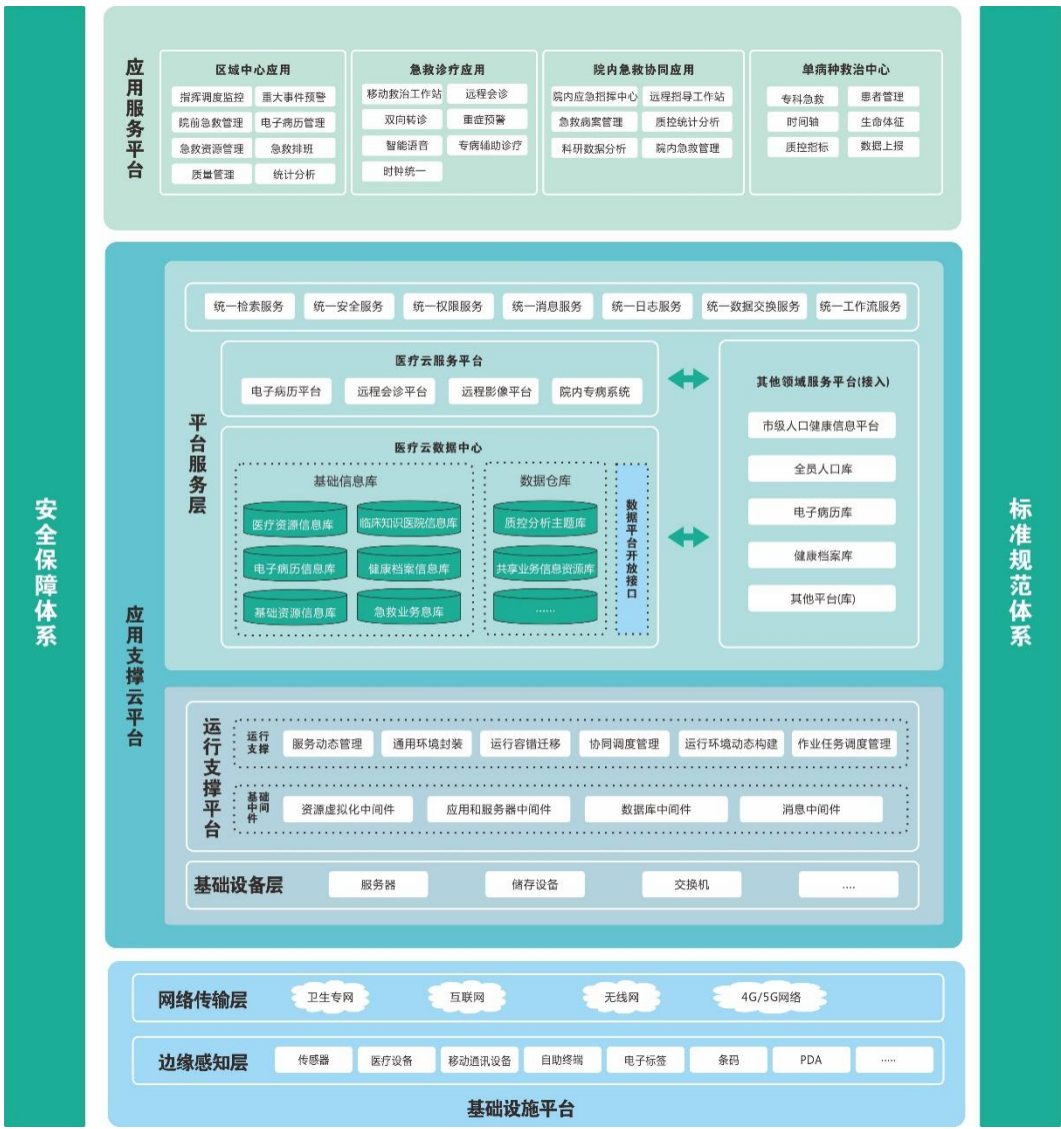 安全保障体系
标准规范体系
应用服务平台
区域中心应用
指挥调度监控 重大事件预警
院前急救管理 电子病历管理
急救资源管理 急救排班
质量管理 统计分析
急救诊疗应用
移动救治工作站 远程会诊
双向转诊 重症预警
智能语音 专病辅助诊疗
时钟统一
院内急救协同应用
院内应急指挥中心 远程指导工作站
急救病案管理 质控统计分析
科研数据分析 院内急救管理
单病种救治中心
专科急救 患者管理
时间轴 生命体征
质控指标 数据上报
应用支撑云平台
平台服务层
统一检索服务 统一安全服务 统一权限服务 统一消息服务 统一日志服务 统一数据交换服务 统一工作流服务
医疗云服务平台
电子病历平台 远程会诊平台 远程影像平台 院内专病系统
医疗云数据中心
基础信息库
医疗资源信息库 临床知识医院信息库
电子病历信息库 健康档案信息库
基础资源信息库 急救业务息库
数据仓库
质控分析主题库
共享业务信息资源库
......
数据平台开放接口
其他领域服务平台(接入)
市级人口健康信息平台
全员人口库
电子病历库
健康档案库
其他平台(库)
运行支撑平台
运行
支撑
服务动态管理 通用环境封装 运行容错迁移 协同调度管理 运行环境动态构建 作业任务调度管理
基础
中间
件
资源虚拟化中间件 应用和服务器中间件 数据库中间件 消息中间件
基础设备层
服务器 储存设备 交换机 ....
网络传输层
卫生专网 互联网 无线网 4G/5G网络
边缘感知层
传感器 医疗设备 移动通讯设备 自助终端 电子标签 条码 PDA .....
基础设施平台